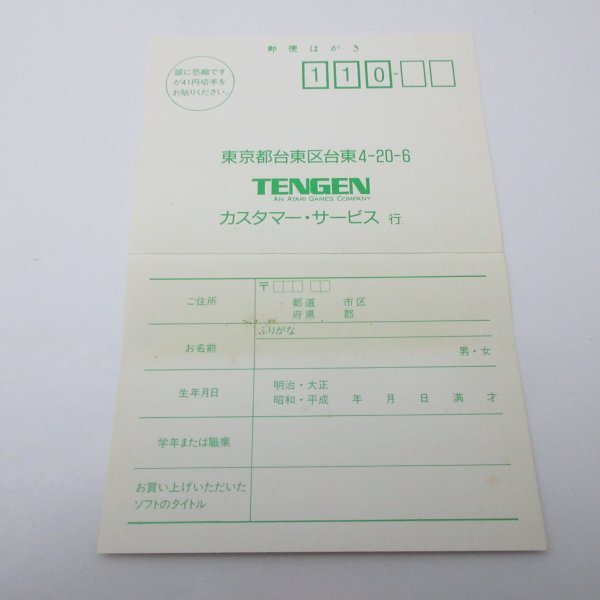 郵便はがき
誠に恐縮です
が41円切手を
お貼りください。
110-
東京都台東区台東4-20-6
TENGEN
AN ATARI GAMES COMPANY
カスタマー・サービス 行
ご住所
〒
都道 市区
府県 郡
お名前
ふりがな
男・女
生年月日
明治・大正
昭和・平成 年 月 日 満 才
学年または職業
お買い上げいただいた
ソフトのタイトル